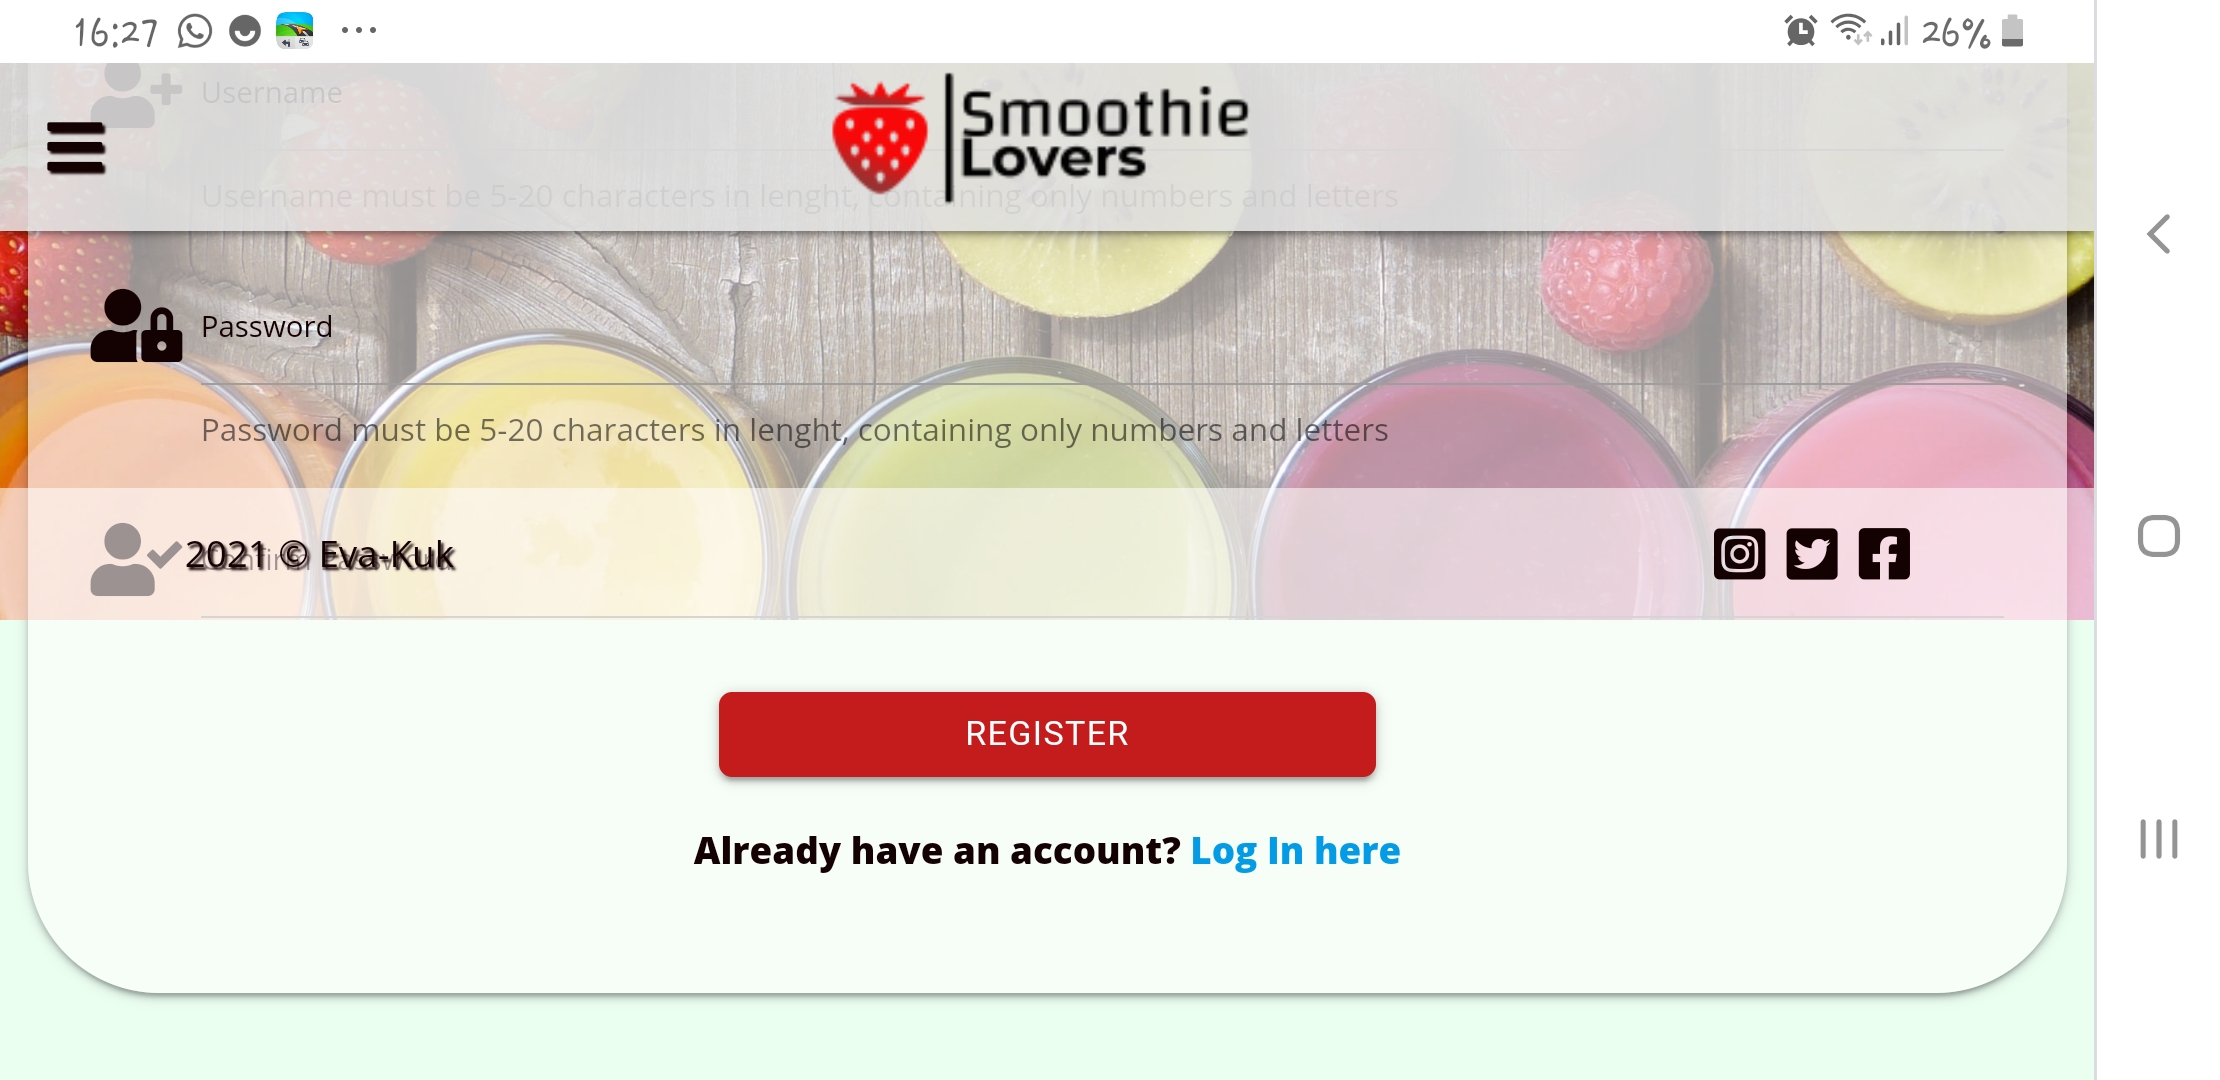 16:27
26%
Username
Smoothie
Lovers
Username must be 5-20 characters in lenght, containing only numbers and letters
Password
Password must be 5-20 characters in lenght, containing only numbers and letters
2021 © Eva-Kuk
REGISTER
Already have an account? Log In here